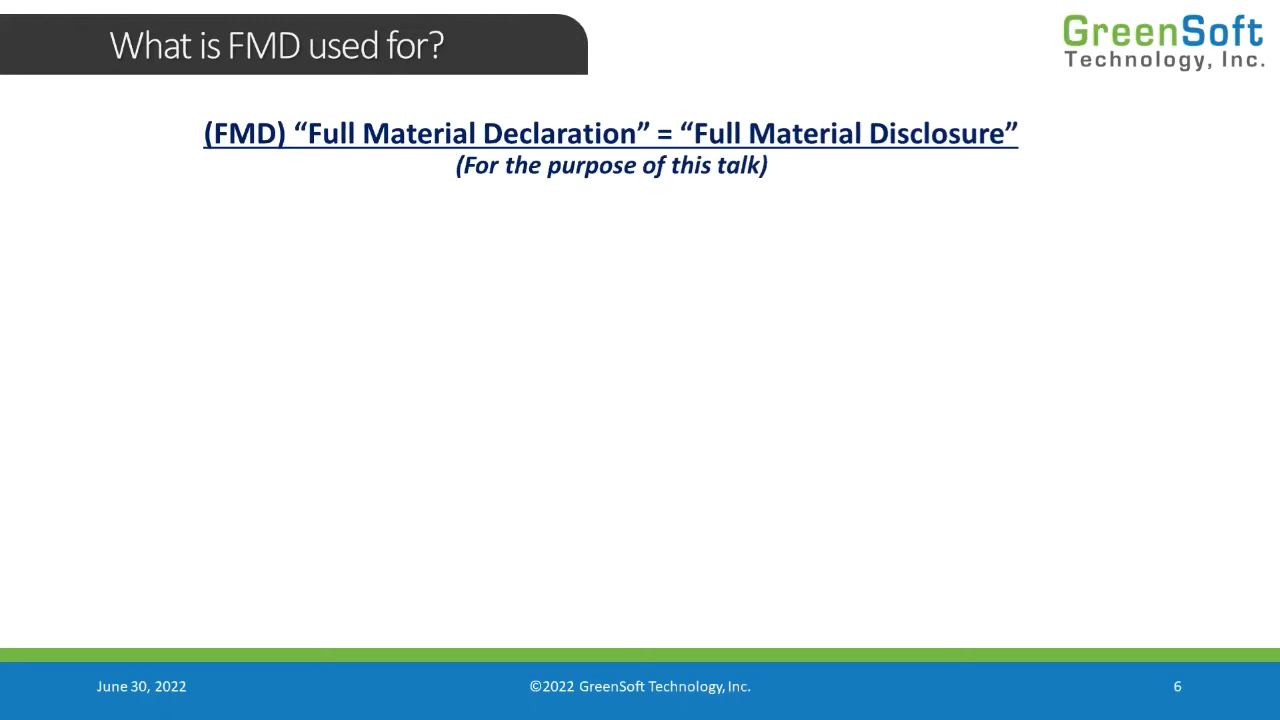 What is FMD used for?
GreenSoft
Technology, Inc.
(FMD) “Full Material Declaration” = “Full Material Disclosure”
(For the purpose of this talk)
June 30, 2022
©2022 GreenSoft Technology, Inc.
6